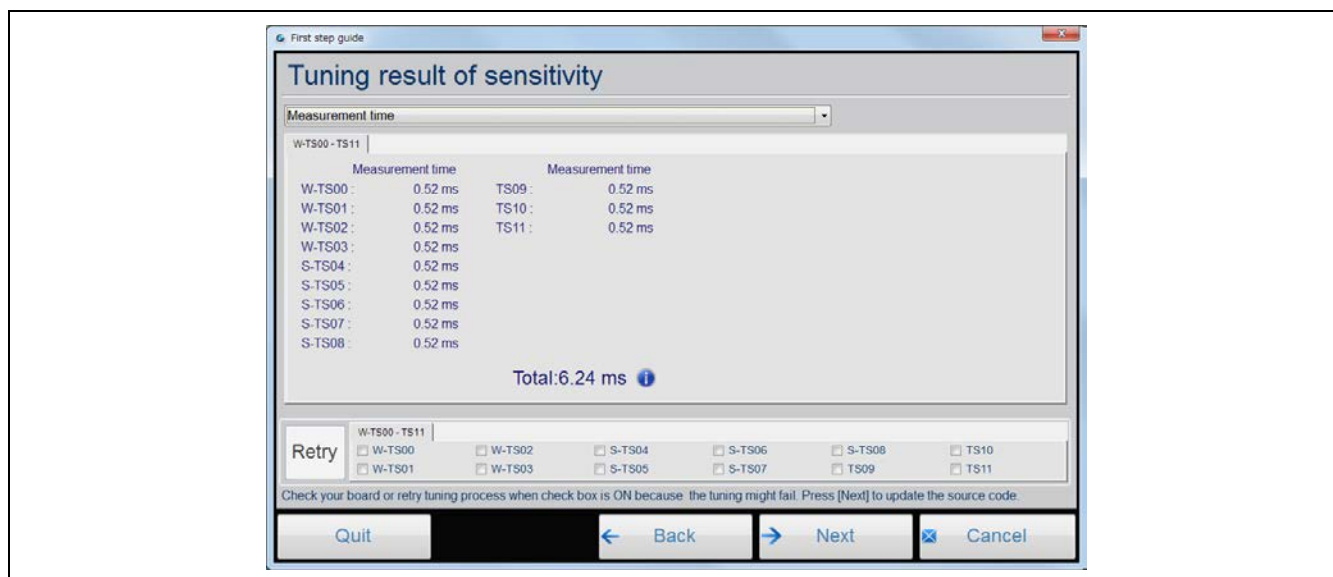 First step guide
Tuning result of sensitivity
Measurement time
W-TS00 - TS11
Measurement time Measurement time
W-TS00 : 0.52 ms TS09 : 0.52 ms
W-TS01 : 0.52 ms TS10 : 0.52 ms
W-TS02 : 0.52 ms TS11 : 0.52 ms
W-TS03 : 0.52 ms
S-TS04 : 0.52 ms
S-TS05 : 0.52 ms
S-TS06 : 0.52 ms
S-TS07 : 0.52 ms
S-TS08 : 0.52 ms
Total:6.24 ms
W-TS00 - TS11
Retry
W-TS00 W-TS02 S-TS04 S-TS06 S-TS08 TS10
W-TS01 W-TS03 S-TS05 S-TS07 TS09 TS11
Check your board or retry tuning process when check box is ON because the tuning might fail. Press [Next] to update the source code.
Quit Back Next Cancel